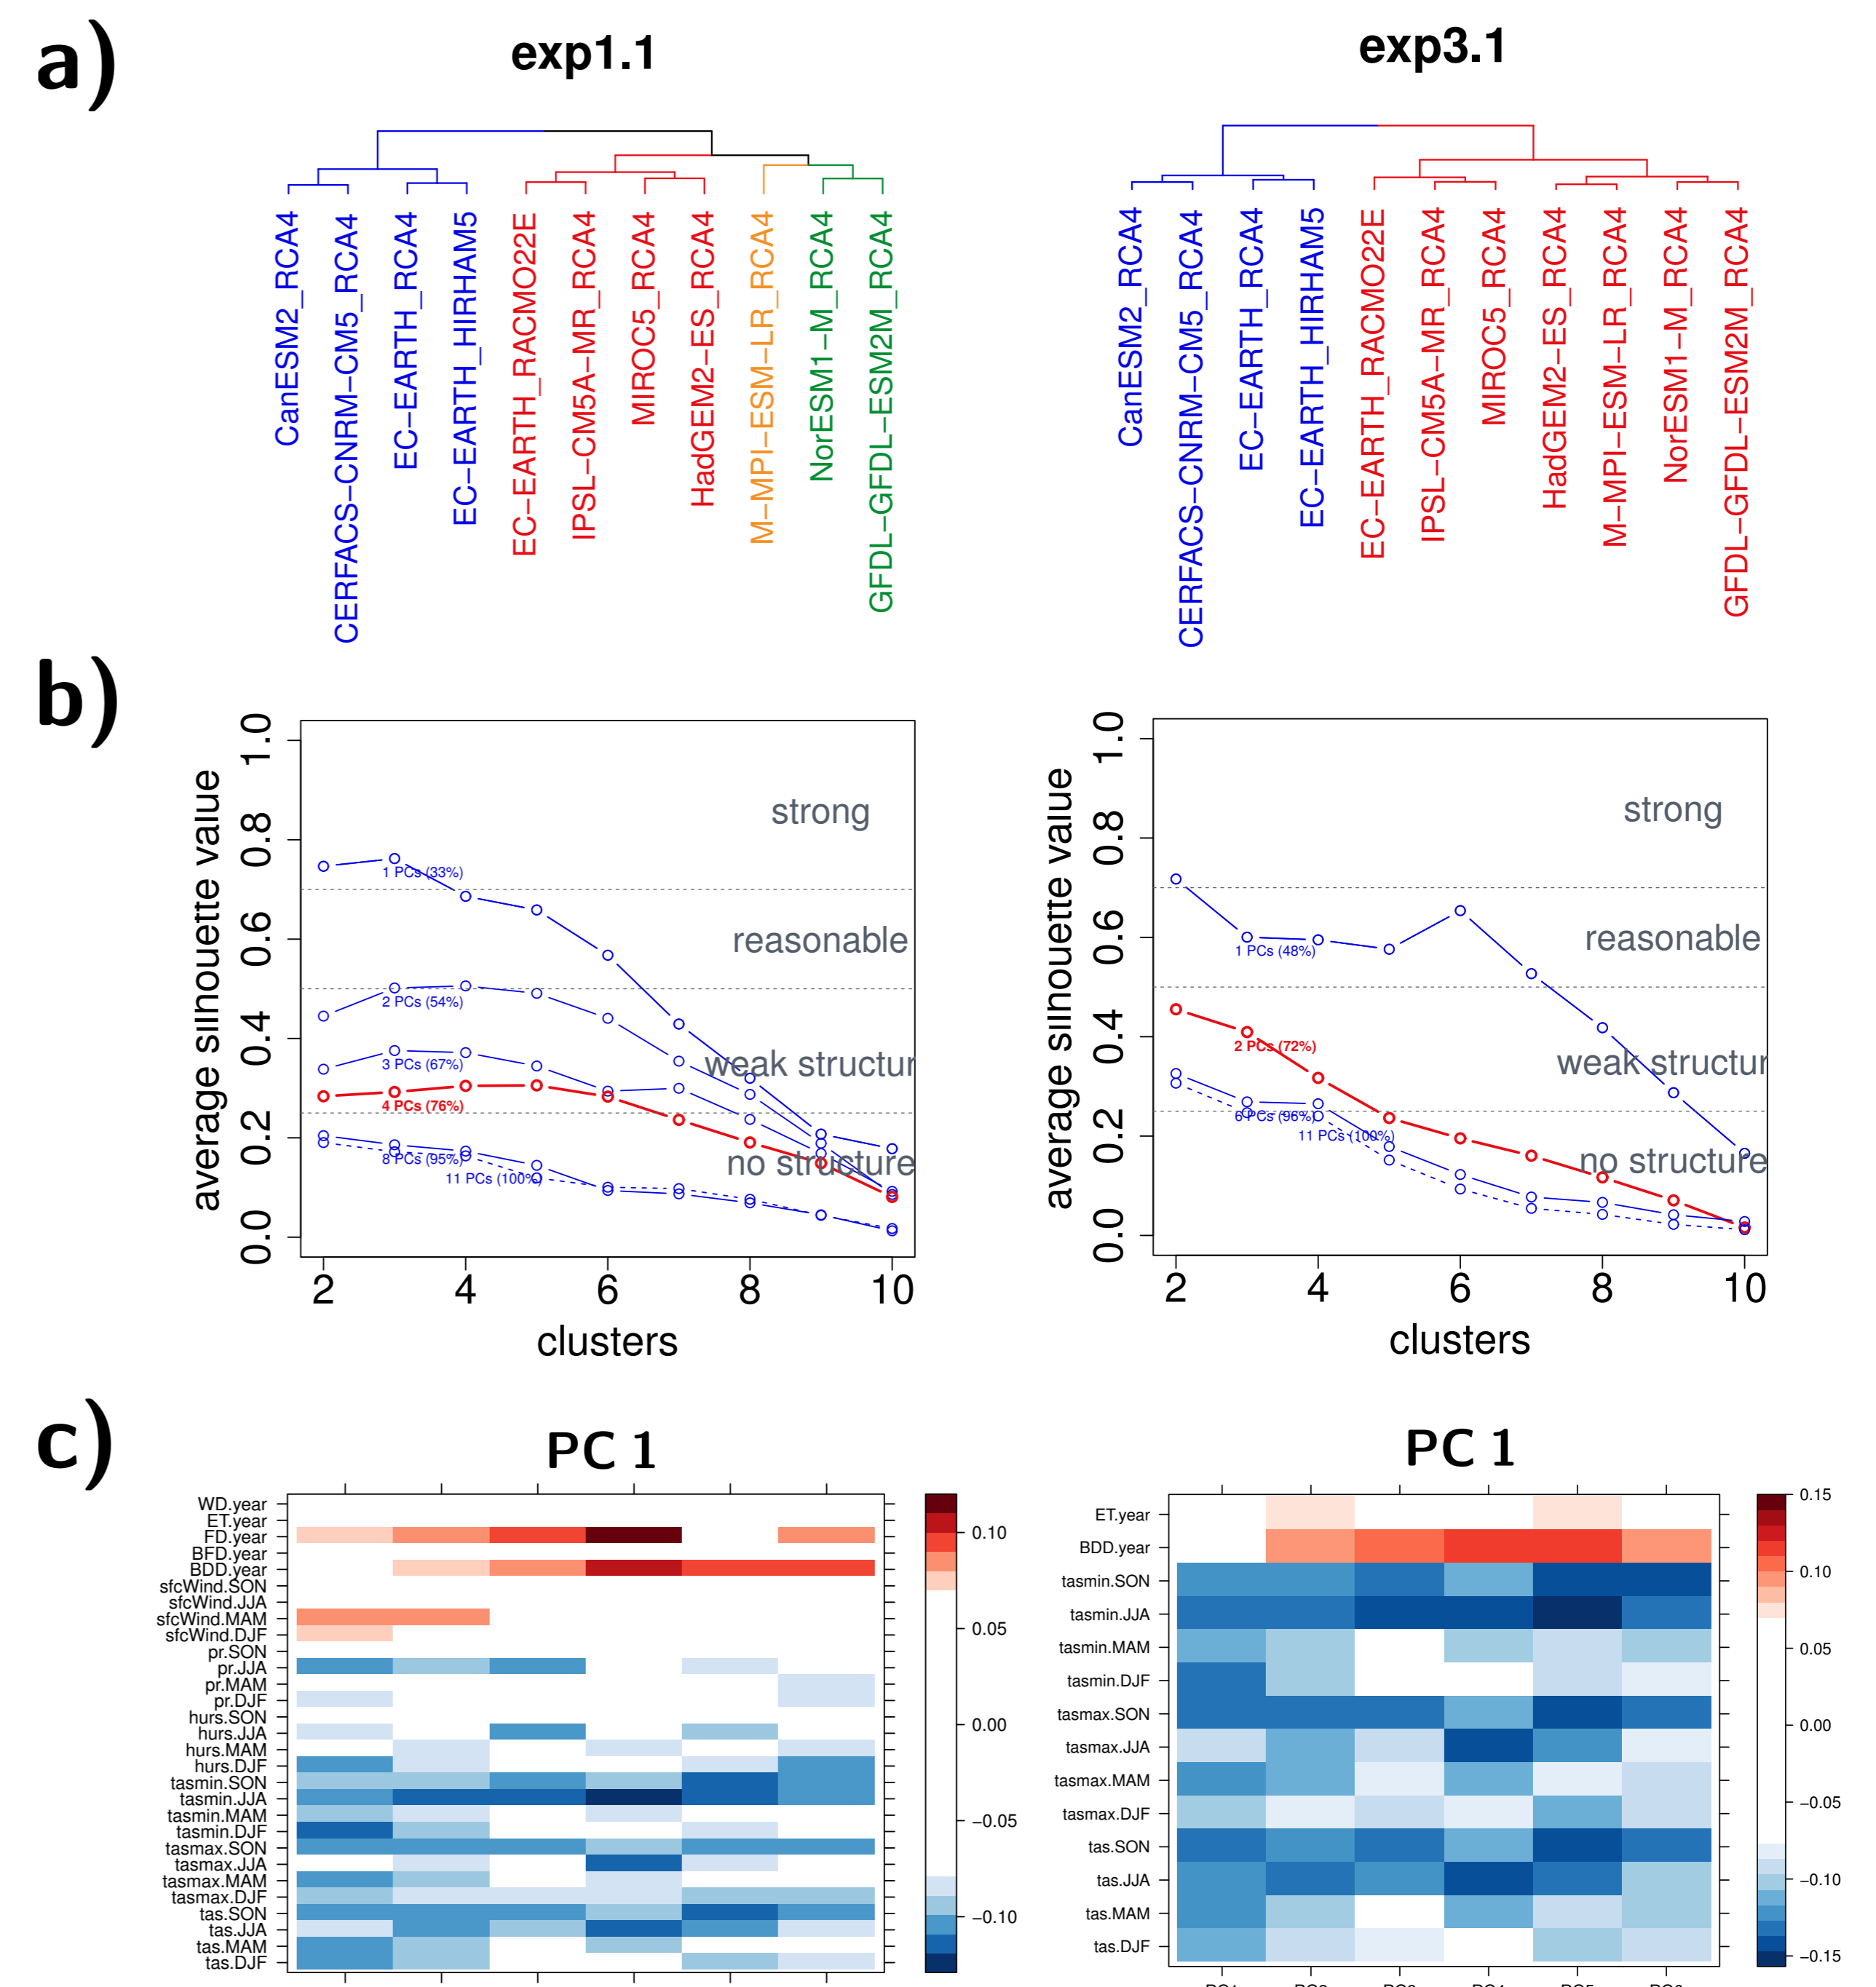 a)
exp1.1
exp3.1
CanESM2_RCA4
CERFACS−CNRM−CM5_RCA4
EC−EARTH_RCA4
EC−EARTH_HIRHAM5
EC−EARTH_RACMO22E
IPSL−CM5A−MR_RCA4
MIROC5_RCA4
HadGEM2−ES_RCA4
M−MPI−ESM−LR_RCA4
NorESM1−M_RCA4
GFDL−GFDL−ESM2M_RCA4
CanESM2_RCA4
CERFACS−CNRM−CM5_RCA4
EC−EARTH_RCA4
EC−EARTH_HIRHAM5
EC−EARTH_RACMO22E
IPSL−CM5A−MR_RCA4
MIROC5_RCA4
HadGEM2−ES_RCA4
M−MPI−ESM−LR_RCA4
NorESM1−M_RCA4
GFDL−GFDL−ESM2M_RCA4
b)
average silhouette value
1.0
0.8
0.6
0.4
0.2
0.0
strong
reasonable
weak structur
no structure
1 PCs (33%)
2 PCs (54%)
3 PCs (67%)
4 PCs (76%)
8 PCs (95%)
11 PCs (100%)
2 4 6 8 10
clusters
average silhouette value
1.0
0.8
0.6
0.4
0.2
0.0
strong
reasonable
weak structur
no structure
1 PCs (48%)
2 PCs (72%)
6 PCs (96%)
11 PCs (100%)
2 4 6 8 10
clusters
c)
PC 1
WD.year
ET.year
FD.year
BFD.year
BDD.year
sfcWind.SON
sfcWind.JJA
sfcWind.MAM
sfcWind.DJF
pr.SON
pr.JJA
pr.MAM
pr.DJF
hurs.SON
hurs.JJA
hurs.MAM
hurs.DJF
tasmin.SON
tasmin.JJA
tasmin.MAM
tasmin.DJF
tasmax.SON
tasmax.JJA
tasmax.MAM
tasmax.DJF
tas.SON
tas.JJA
tas.MAM
tas.DJF
0.10
0.05
0.00
−0.05
−0.10
PC 1
ET.year
BDD.year
tasmin.SON
tasmin.JJA
tasmin.MAM
tasmin.DJF
tasmax.SON
tasmax.JJA
tasmax.MAM
tasmax.DJF
tas.SON
tas.JJA
tas.MAM
tas.DJF
0.15
0.10
0.05
0.00
−0.05
−0.10
−0.15